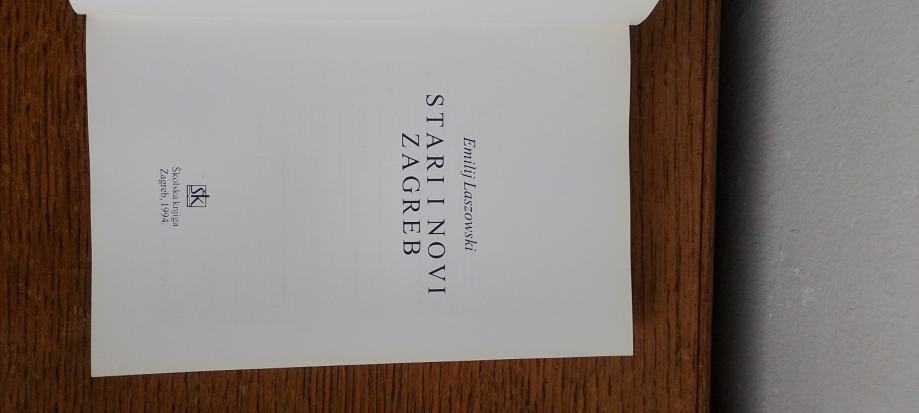 Emilij Laszowski
STARI I NOVI
ZAGREB
šk
Školska knjiga
Zagreb, 1994.